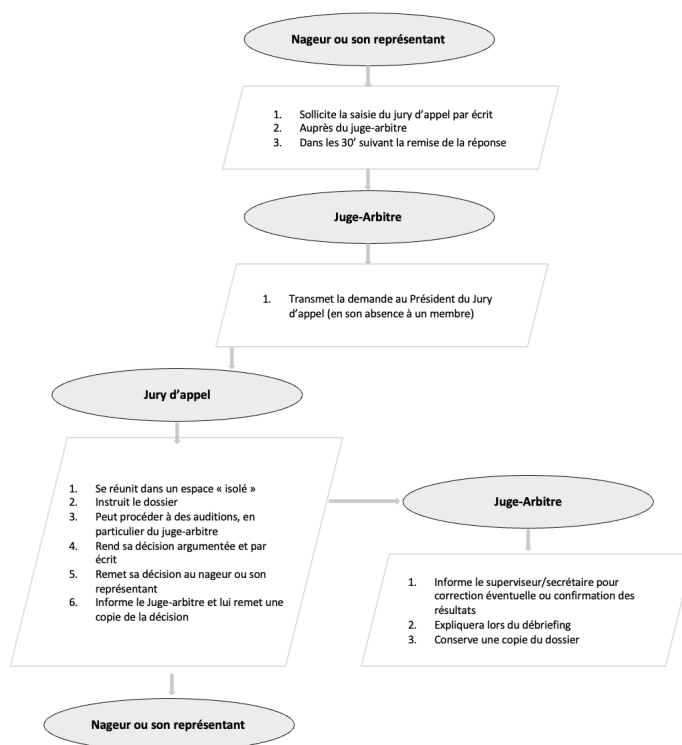 Nageur ou son représentant
1. Sollicite la saisie du jury d'appel par écrit
2. Auprès du juge-arbitre
3. Dans les 30' suivant la remise de la réponse
Juge-Arbitre
1. Transmet la demande au Président du Jury
d'appel (en son absence à un membre)
Jury d'appel
1. Se réunit dans un espace « isolé »
2. Instruit le dossier
3. Peut procéder à des auditions, en
particulier du juge-arbitre
4. Rend sa décision argumentée et par
écrit
5. Remet sa décision au nageur ou son
représentant
6. Informe le Juge-arbitre et lui remet une
copie de la décision
Juge-Arbitre
1. Informe le superviseur/secrétaire pour
correction éventuelle ou confirmation des
résultats
2. Expliquera lors du débriefing
3. Conserve une copie du dossier
Nageur ou son représentant